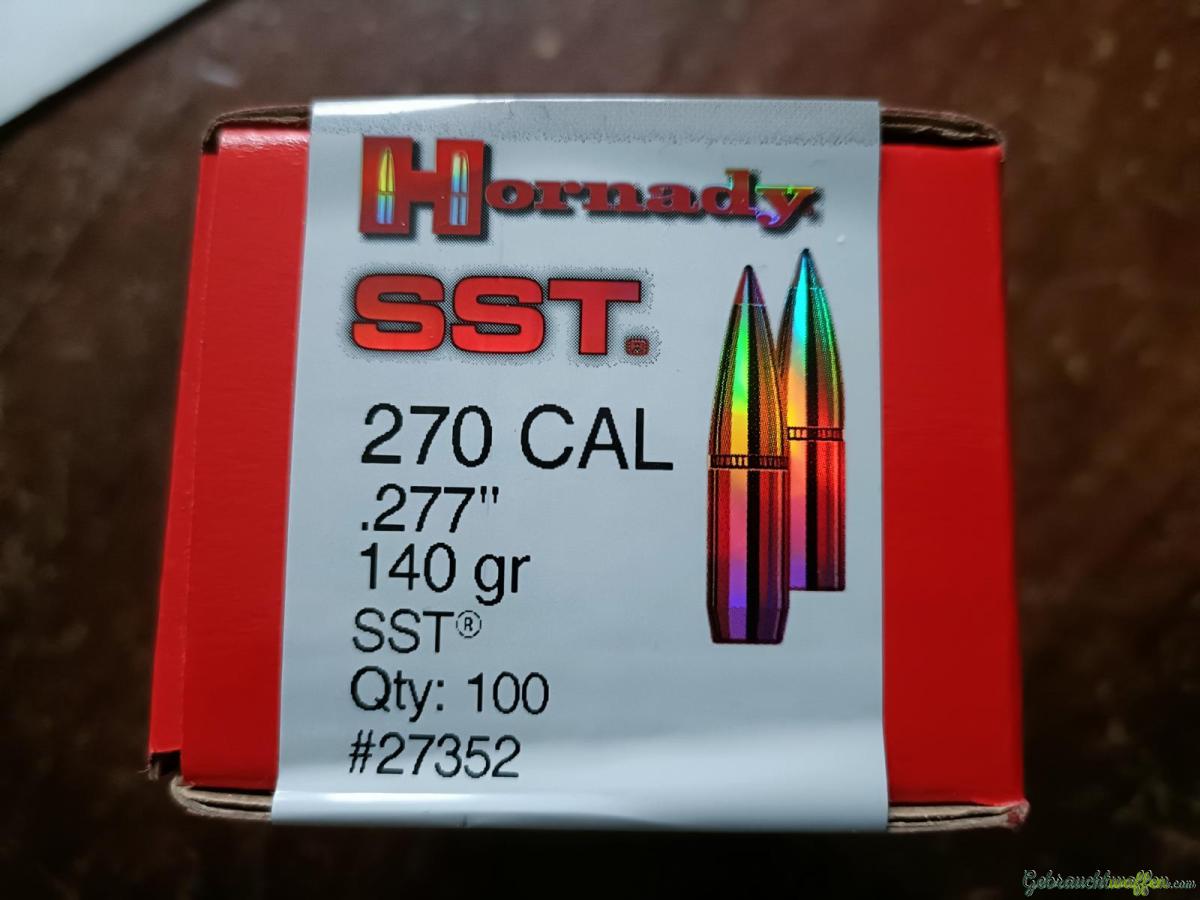 Hornady
SST.®
270 CAL
.277"
140 gr
SST®
Qty: 100
#27352
Gebrauchtwaffen.com